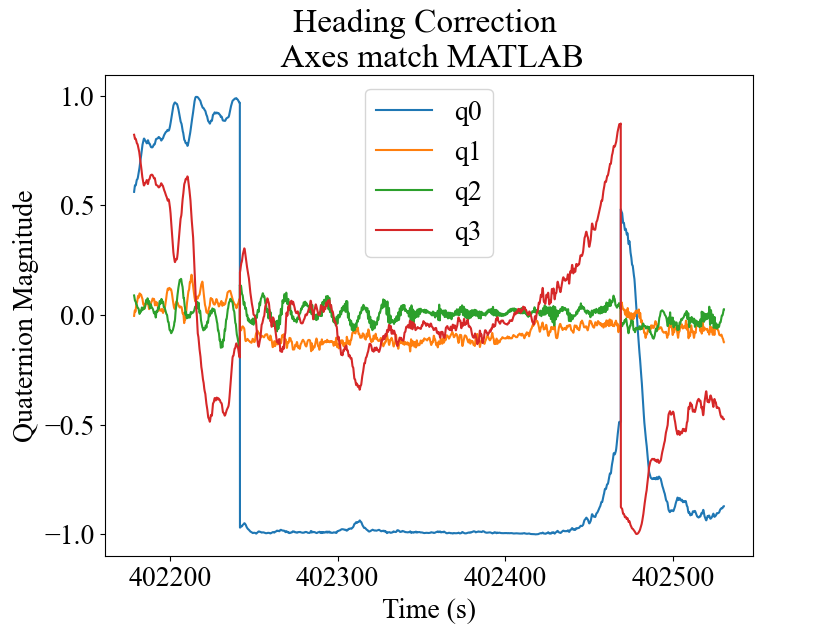 Heading Correction
Axes match MATLAB
q0
q1
q2
q3
Quaternion Magnitude
1.0
0.5
0.0
−0.5
−1.0
402200 402300 402400 402500
Time (s)